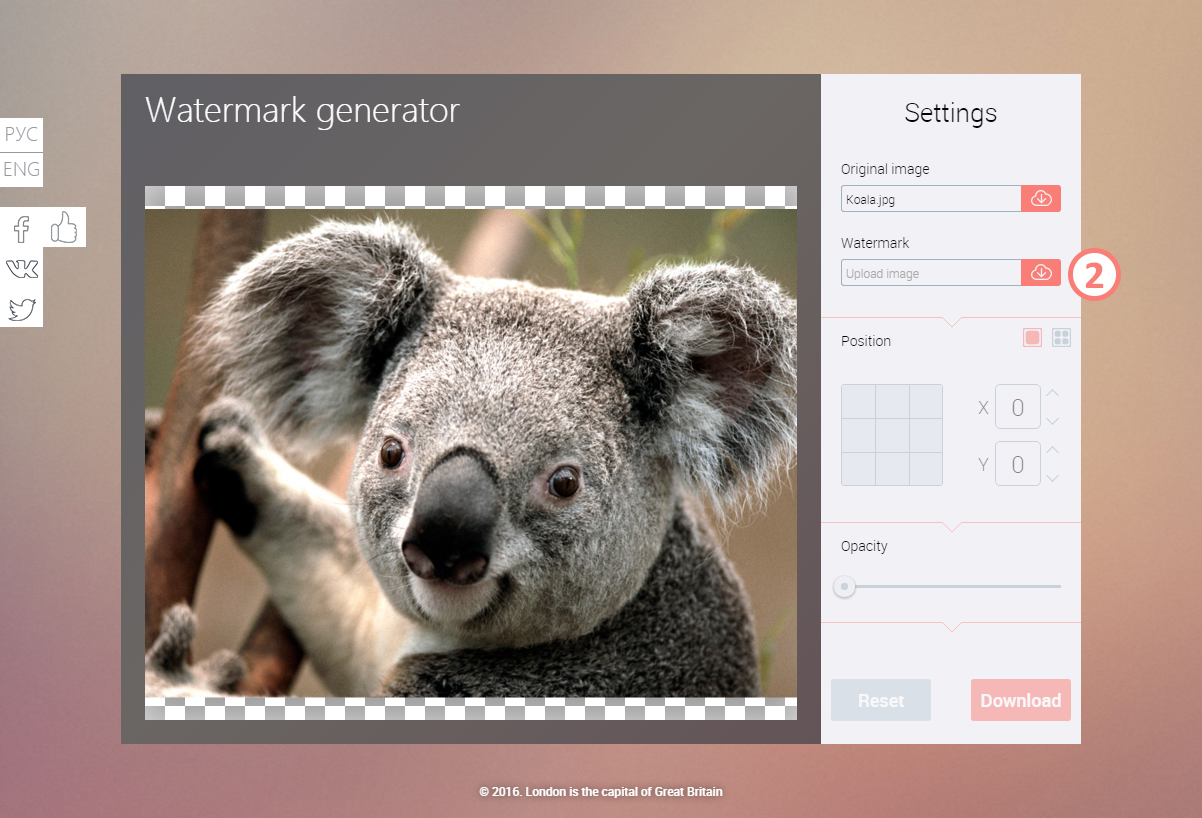 Watermark generator
РУС
ENG
Settings
Original image
Koala.jpg
Watermark
Upload image
2
Position
X 0
Y 0
Opacity
Reset
Download
© 2016. London is the capital of Great Britain